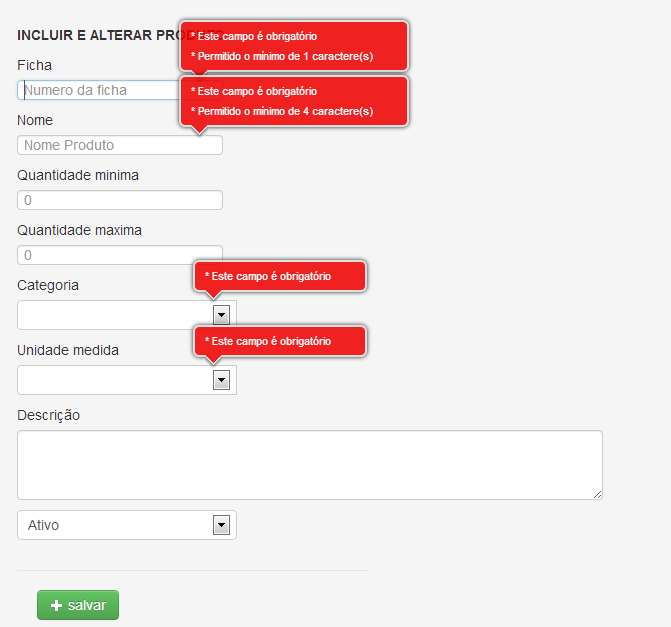 INCLUIR E ALTERAR PRODUTO
* Este campo é obrigatório
* Permitido o mínimo de 1 caractere(s)
Ficha
Numero da ficha
* Este campo é obrigatório
* Permitido o mínimo de 4 caractere(s)
Nome
Nome Produto
Quantidade minima
0
Quantidade maxima
0
* Este campo é obrigatório
Categoria
* Este campo é obrigatório
Unidade medida
Descrição
Ativo
salvar